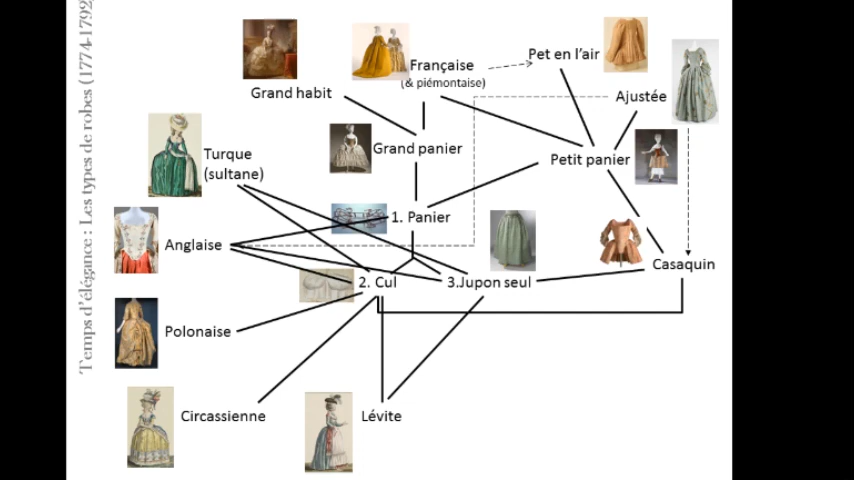 Temps d'élégance : Les types de robes (1774-1792)
Pet en l'air
Française
(& piémontaise)
Grand habit
Ajustée
Grand panier
Turque
(sultane)
Petit panier
1. Panier
Anglaise
Casaquin
2. Cul
3.Jupon seul
Polonaise
Circassienne
Lévite